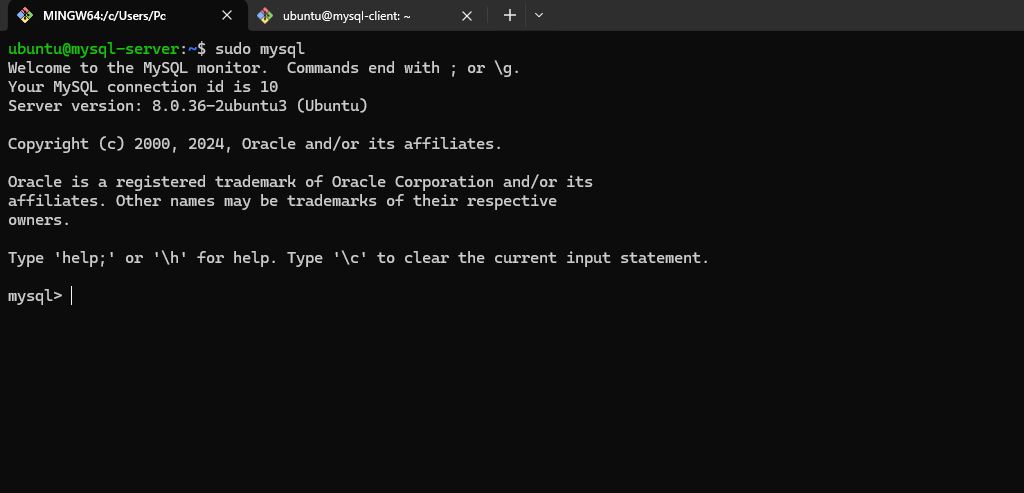 MINGW64:/c/Users/Pc
ubuntu@mysql-client: ~
ubuntu@mysql-server:~$ sudo mysql
Welcome to the MySQL monitor.  Commands end with ; or \g.
Your MySQL connection id is 10
Server version: 8.0.36-2ubuntu3 (Ubuntu)
Copyright (c) 2000, 2024, Oracle and/or its affiliates.
Oracle is a registered trademark of Oracle Corporation and/or its
affiliates. Other names may be trademarks of their respective
owners.
Type 'help;' or '\h' for help. Type '\c' to clear the current input statement.
mysql>